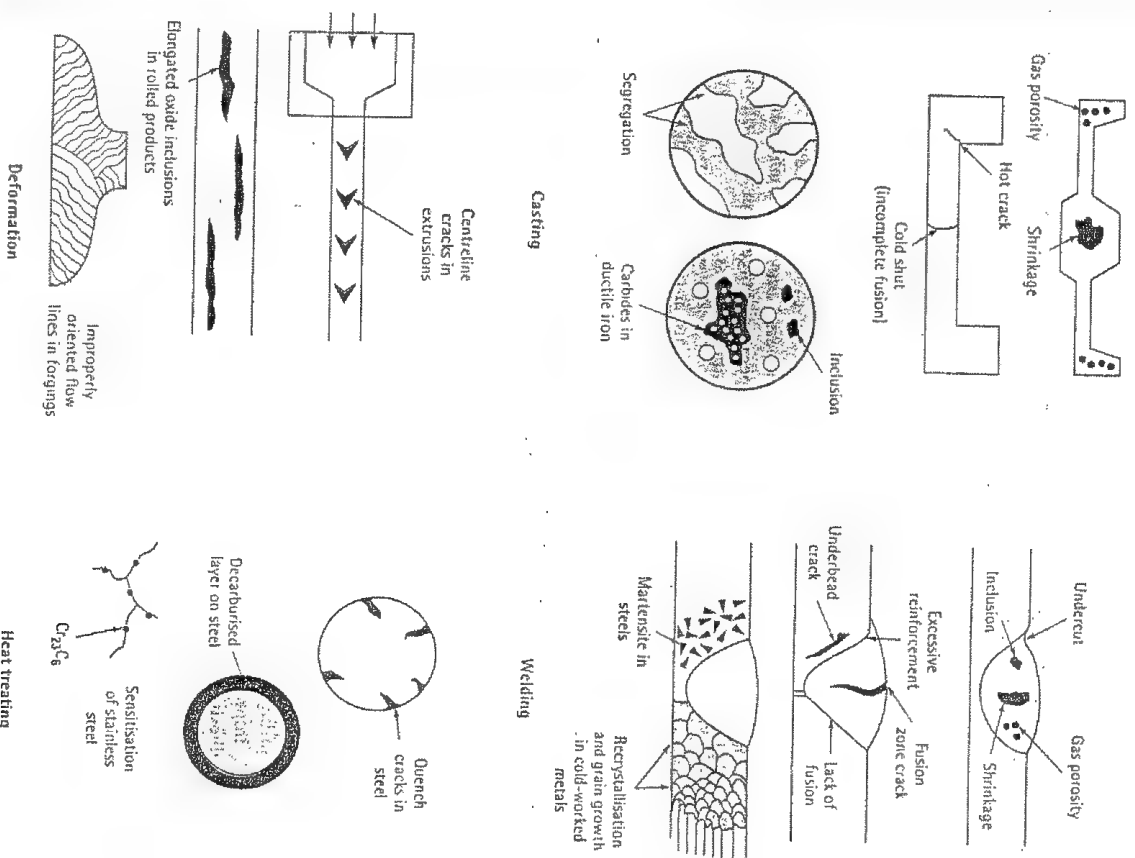 Gas porosity
Shrinkage
Hot crack
Cold shut
(incomplete fusion)
Segregation
Inclusion
Carbides in
ductile iron
Casting
Undercut
Gas porosity
Inclusion
Shrinkage
Excessive
reinforcement
Fusion
zone crack
Underbead
crack
Lack of
fusion
Martensite in
steels
Recrystallisation
and grain growth
in cold-worked
metals
Welding
Centreline
cracks in
extrusions
Elongated oxide inclusions
in rolled products
Improperly
oriented flow
lines in forgings
Deformation
Quench
cracks in
steel
Decarburised
layer on steel
Cr23C6
Sensitisation
of stainless
steel
Heat treating